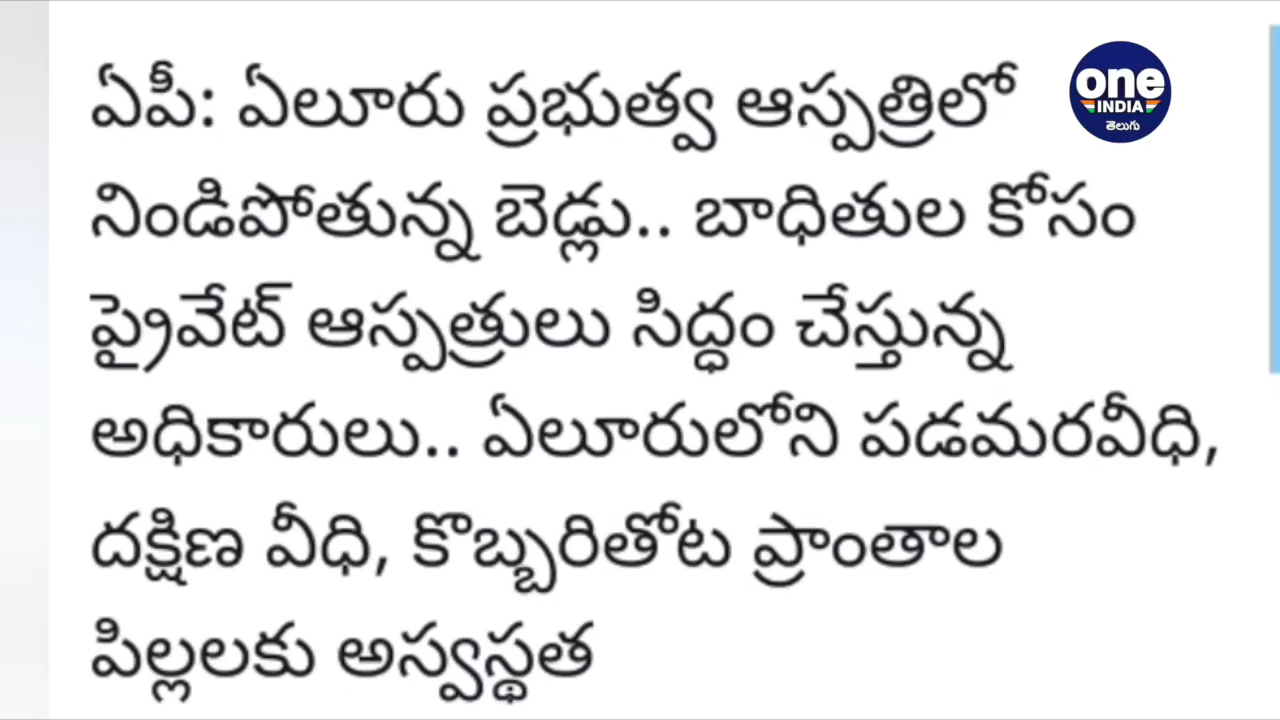 ఏపీ: ఏలూరు ప్రభుత్వ ఆస్పత్రిలో
నిండిపోతున్న బెడ్లు.. బాధితుల కోసం
ప్రైవేట్ ఆస్పత్రులు సిద్ధం చేస్తున్న
అధికారులు.. ఏలూరులోని పడమరవీధి,
దక్షిణ వీధి, కొబ్బరితోట ప్రాంతాల
పిల్లలకు అస్వస్థత
one
INDIA
తెలుగు